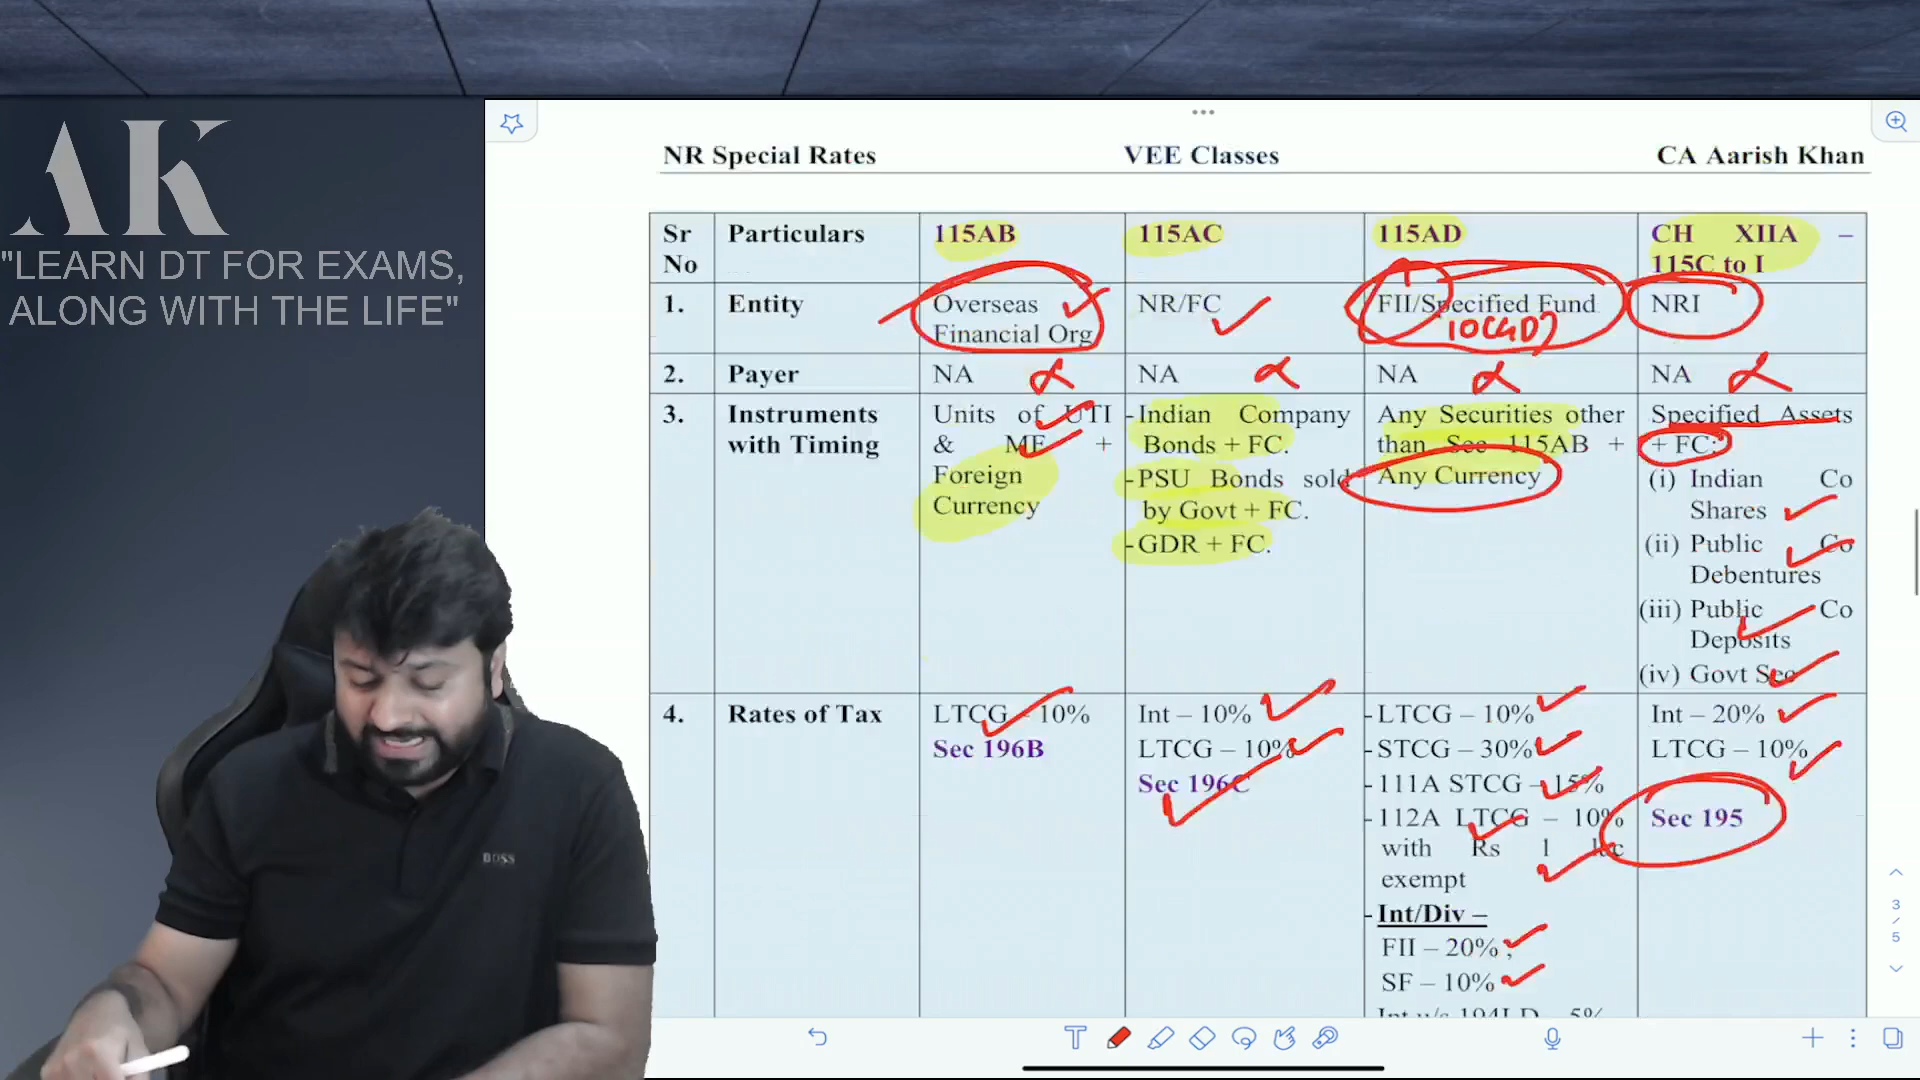 AK
"LEARN DT FOR EXAMS,
ALONG WITH THE LIFE"
NR Special Rates VEE Classes CA Aarish Khan
Sr No Particulars 115AB 115AC 115AD CH XIIA – 115C to I
1. Entity
Overseas
Financial Org
NR/FC
FII/Specified Fund
10(4D)
NRI
2. Payer NA NA NA NA
3. Instruments
with Timing
Units of UTI
& MF +
Foreign
Currency
-Indian Company
Bonds + FC.
-PSU Bonds sold
by Govt + FC.
-GDR + FC.
Any Securities other
than Sec 115AB +
Any Currency
Specified Assets
+ FC:
(i) Indian Co
Shares
(ii) Public Co
Debentures
(iii) Public Co
Deposits
(iv) Govt Sec
4. Rates of Tax
LTCG – 10%
Sec 196B
Int – 10%
LTCG – 10%
Sec 196C
-LTCG – 10%
-STCG – 30%
-111A STCG – 15%
-112A LTCG – 10%
with Rs 1 lac
exempt
-Int/Div –
FII – 20% ;
SF – 10%
Int u/s 194LD – 5%
Int – 20%
LTCG – 10%
Sec 195
BOSS
3
/
5
T